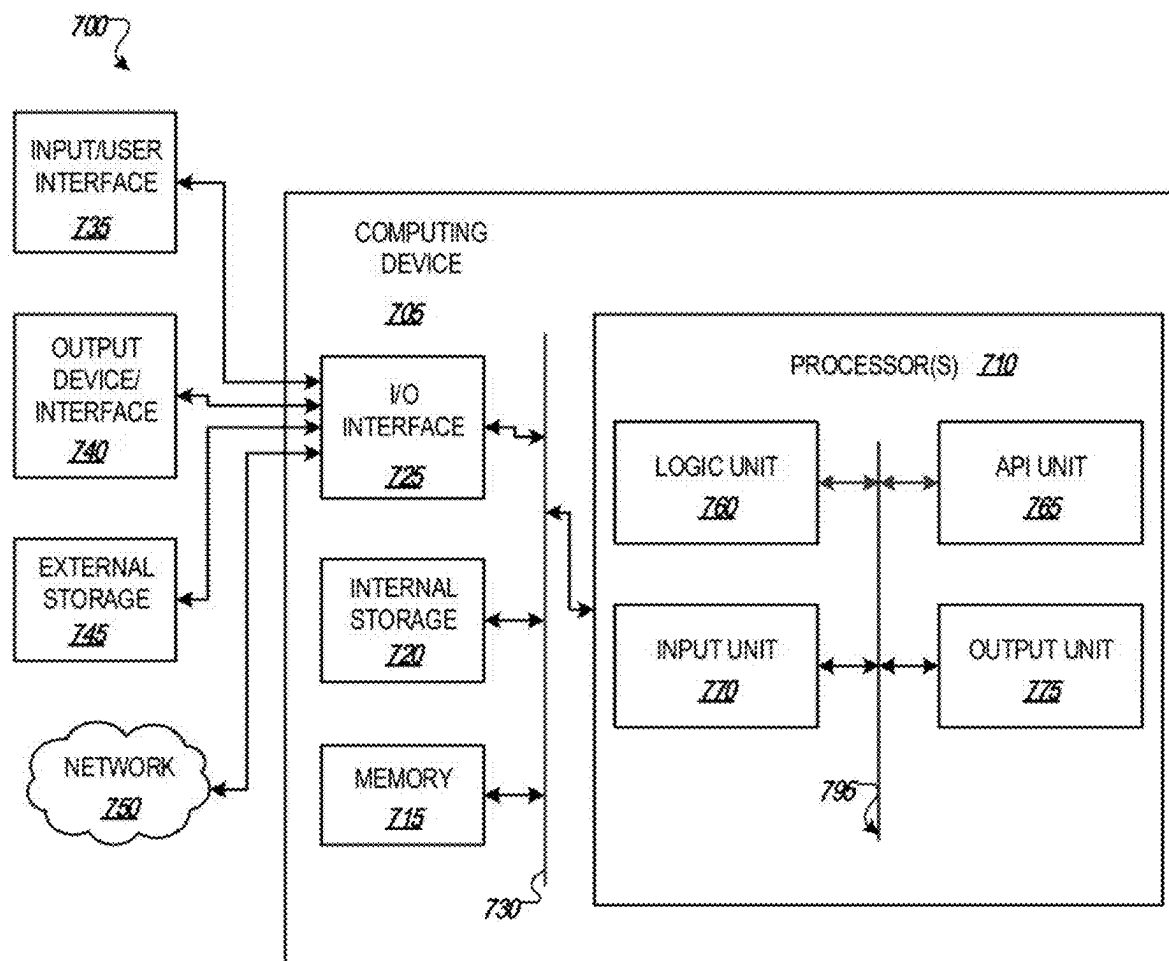 700
INPUT/USER
INTERFACE
735
OUTPUT
DEVICE/
INTERFACE
740
EXTERNAL
STORAGE
745
NETWORK
750
COMPUTING
DEVICE
705
I/O
INTERFACE
725
INTERNAL
STORAGE
720
MEMORY
715
730
PROCESSOR(S) 710
LOGIC UNIT
760
API UNIT
765
INPUT UNIT
770
OUTPUT UNIT
775
795